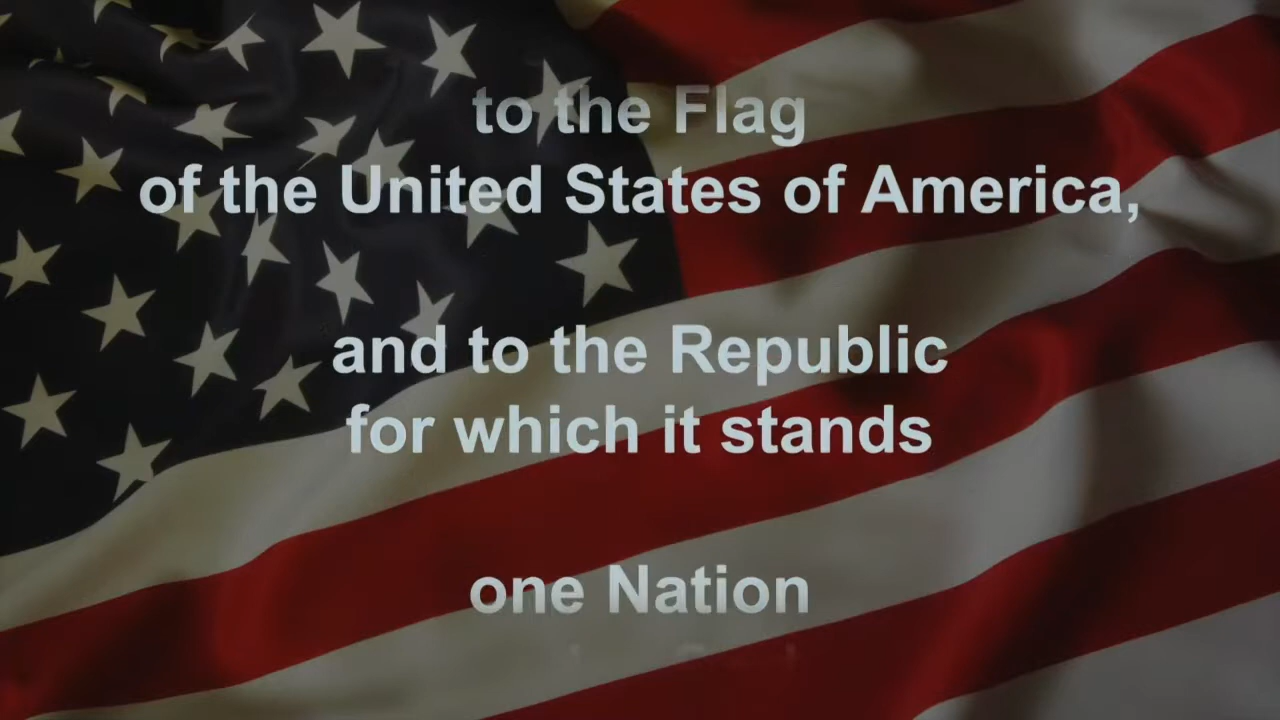 to the Flag
of the United States of America,
and to the Republic
for which it stands
one Nation